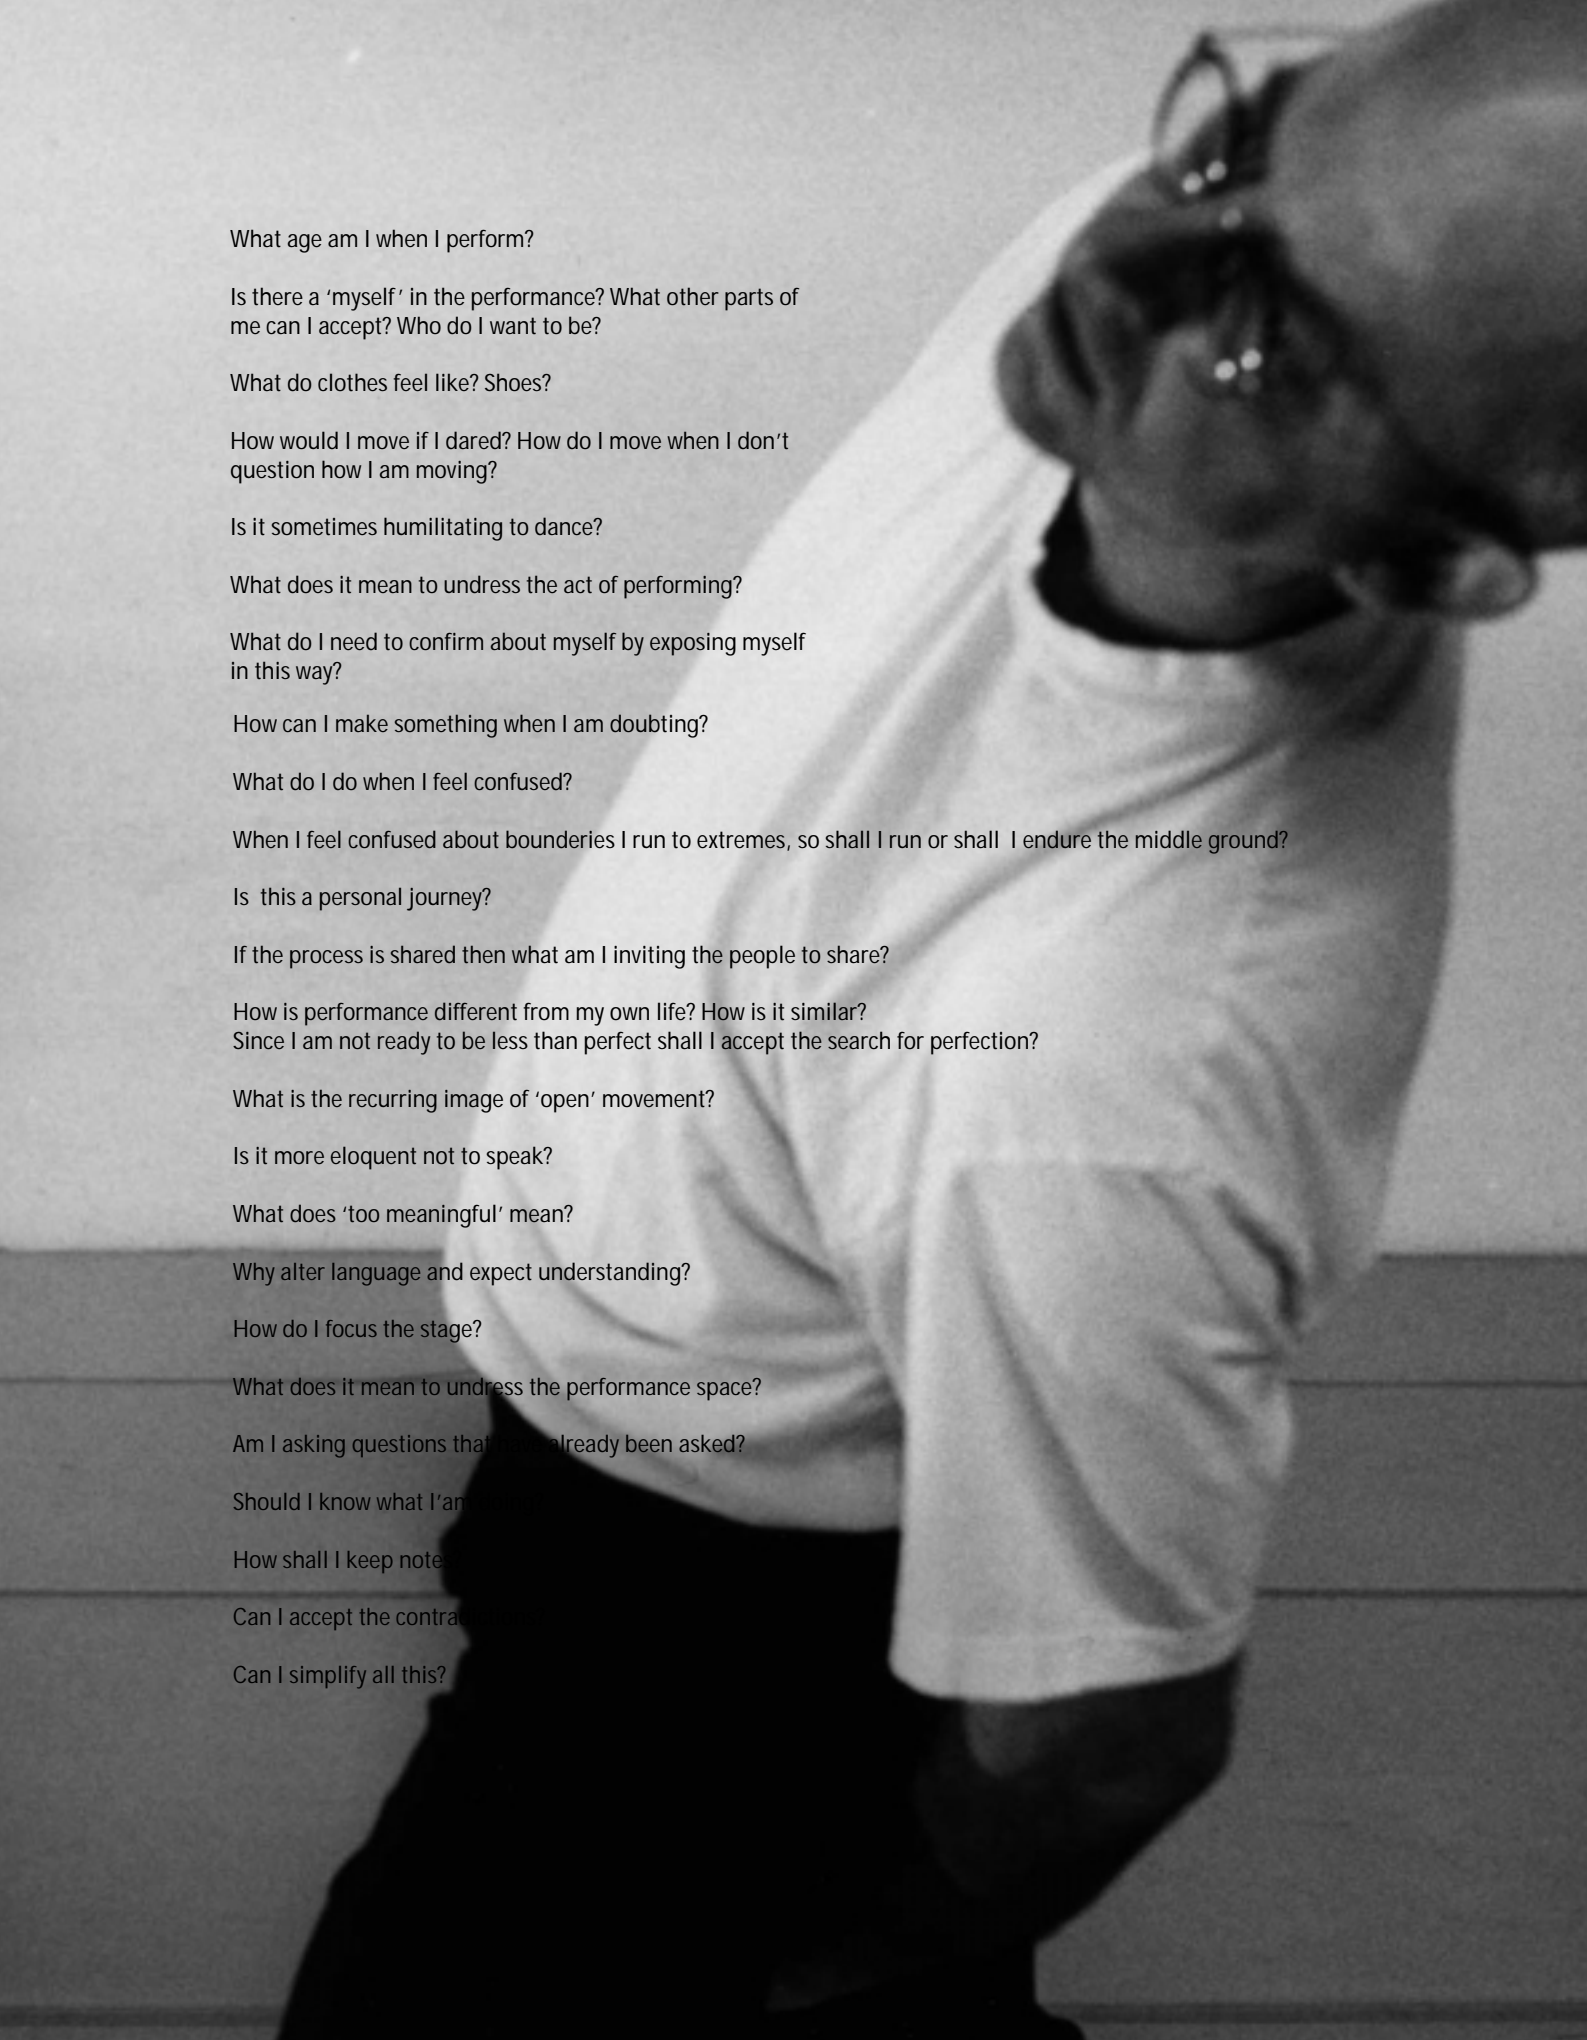 What age am I when I perform?
Is there a ‘myself’ in the performance? What other parts of
me can I accept? Who do I want to be?
What do clothes feel like? Shoes?
How would I move if I dared? How do I move when I don’t
question how I am moving?
Is it sometimes humilitating to dance?
What does it mean to undress the act of performing?
What do I need to confirm about myself by exposing myself
in this way?
How can I make something when I am doubting?
What do I do when I feel confused?
When I feel confused about bounderies I run to extremes, so shall I run or shall  I endure the middle ground?
Is  this a personal journey?
If the process is shared then what am I inviting the people to share?
How is performance different from my own life? How is it similar?
Since I am not ready to be less than perfect shall I accept the search for perfection?
What is the recurring image of ‘open’ movement?
Is it more eloquent not to speak?
What does ‘too meaningful’ mean?
Why alter language and expect understanding?
How do I focus the stage?
What does it mean to undress the performance space?
Am I asking questions that have already been asked?
Should I know what I’am
How shall I keep notes
Can I accept the
Can I simplify all this?